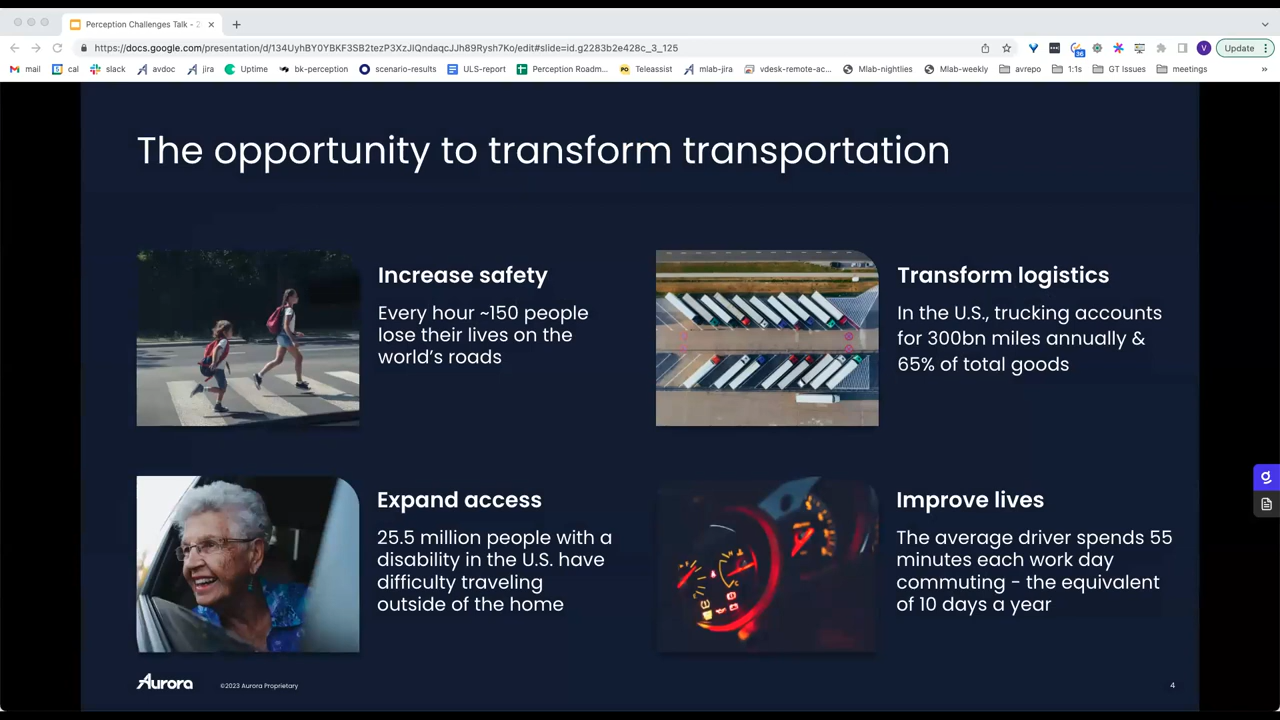 Perception Challenges Talk - 2
https://docs.google.com/presentation/d/134UyhBY0YBKF3SB2tezP3XzJIQndaqcJJh89Rysh7Ko/edit#slide=id.g2283b2e428c_3_125
36
V
Update
mail
cal
slack
avdoc
jira
Uptime
bk-perception
scenario-results
ULS-report
Perception Roadm...
Teleassist
mlab-jira
vdesk-remote-ac...
Mlab-nightlies
Mlab-weekly
avrepo
1:1s
GT Issues
meetings
»
The opportunity to transform transportation
Increase safety
Every hour ~150 people
lose their lives on the
world's roads
Transform logistics
In the U.S., trucking accounts
for 300bn miles annually &
65% of total goods
Expand access
25.5 million people with a
disability in the U.S. have
difficulty traveling
outside of the home
Improve lives
The average driver spends 55
minutes each work day
commuting - the equivalent
of 10 days a year
Aurora
©2023 Aurora Proprietary
4